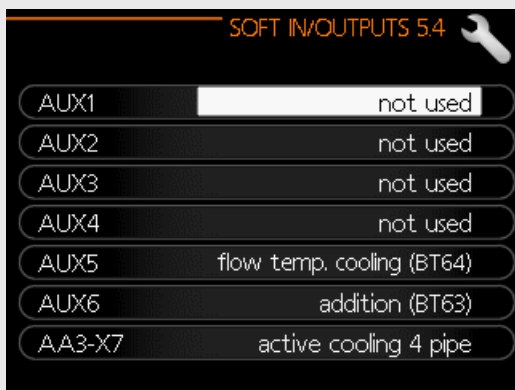 SOFT IN/OUTPUTS 5.4
AUX1 not used
AUX2 not used
AUX3 not used
AUX4 not used
AUX5 flow temp. cooling (BT64)
AUX6 addition (BT63)
AA3-X7 active cooling 4 pipe